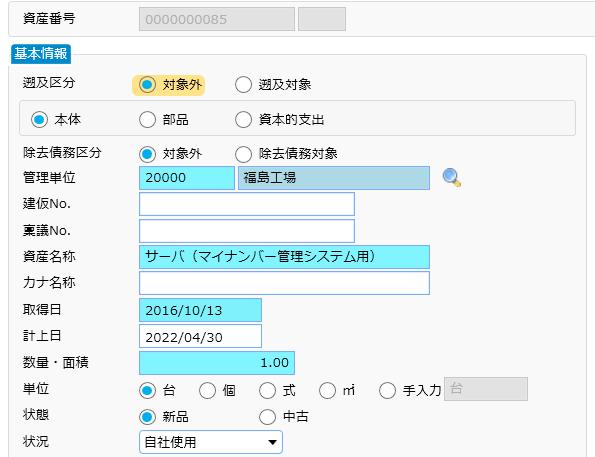 資産番号 0000000085
基本情報
遡及区分 対象外 遡及対象
本体 部品 資本的支出
除去債務区分 対象外 除去債務対象
管理単位 20000 福島工場
建仮No.
稟議No.
資産名称 サーバ（マイナンバー管理システム用）
カナ名称
取得日 2016/10/13
計上日 2022/04/30
数量・面積 1.00
単位 台 個 式 ㎡ 手入力 台
状態 新品 中古
状況 自社使用